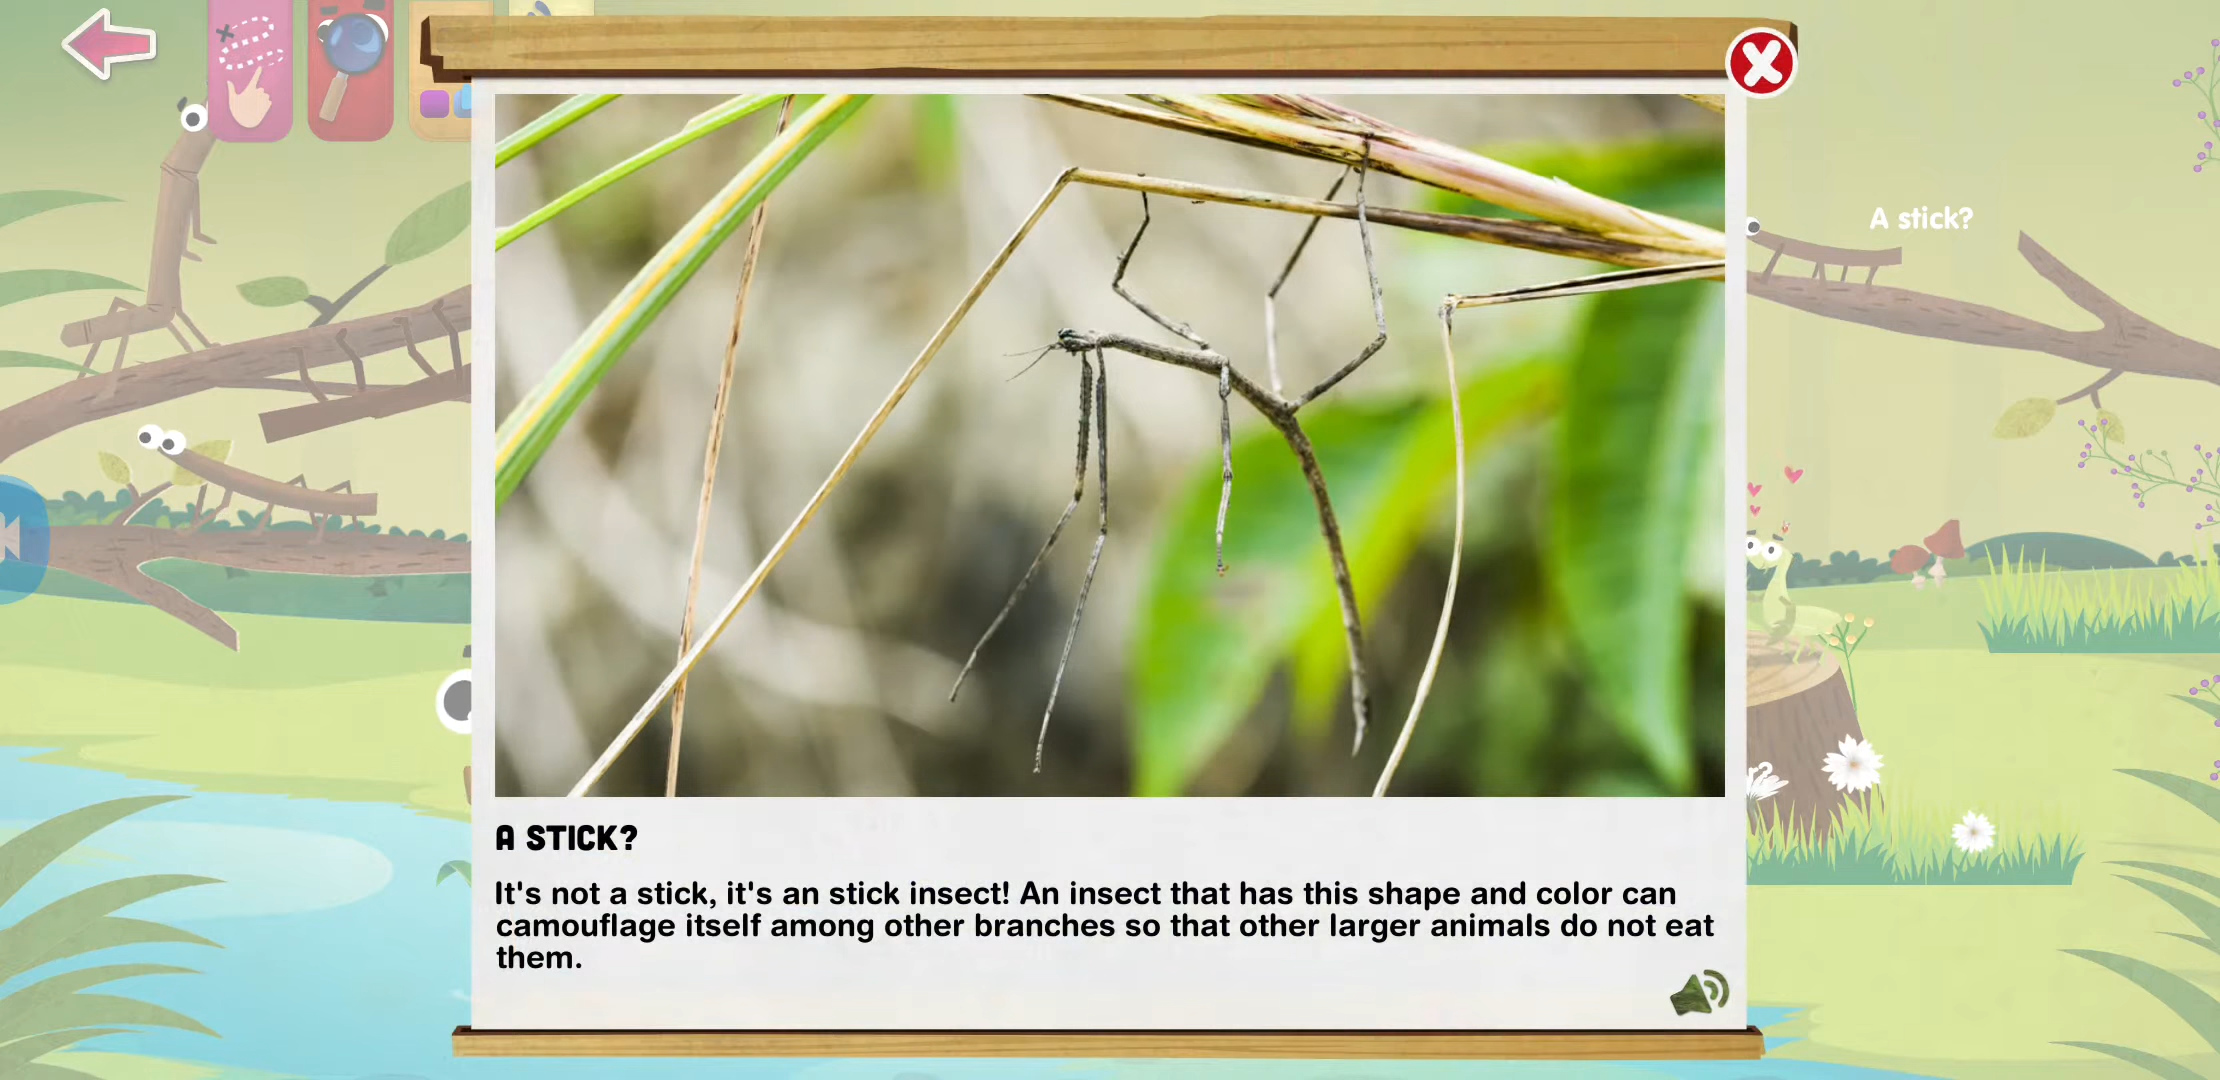 A stick?
A STICK?
It's not a stick, it's an stick insect! An insect that has this shape and color can
camouflage itself among other branches so that other larger animals do not eat
them.